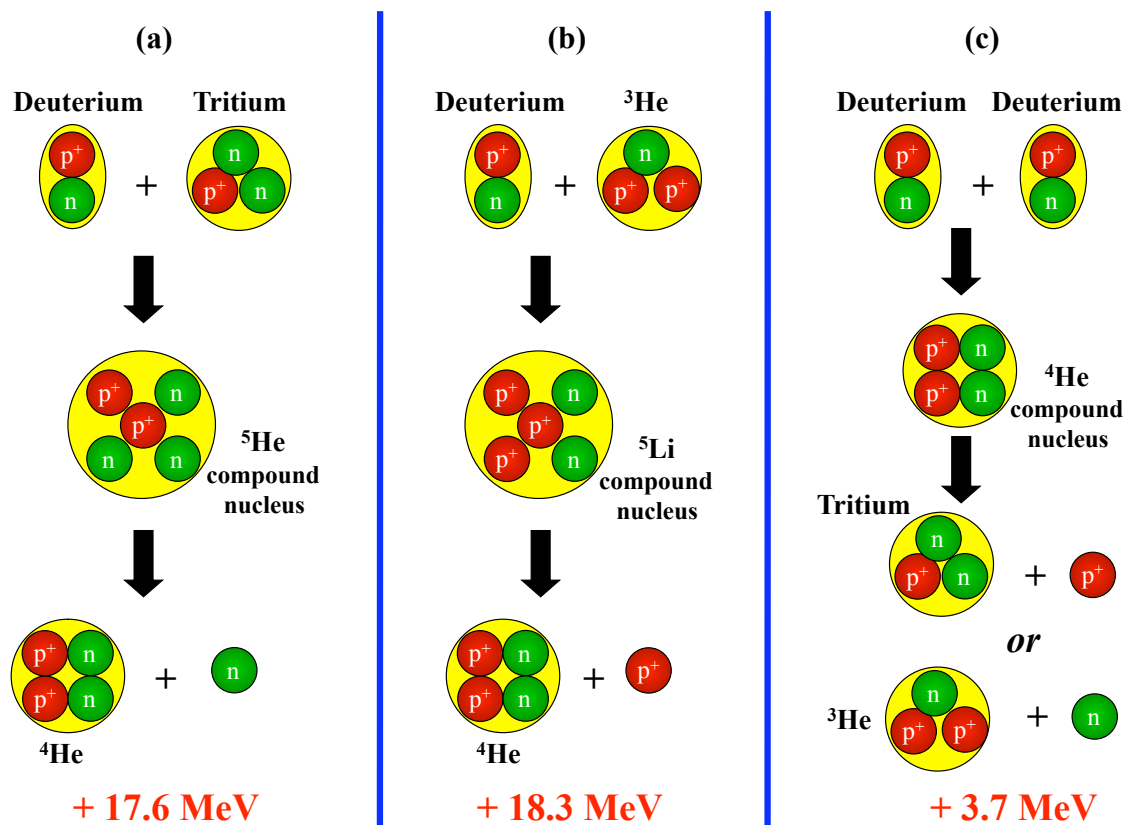 (a)
Deuterium Tritium
p⁺ n
n p⁺ n
+
p⁺ n
p⁺
n n
⁵He
compound
nucleus
p⁺ n
p⁺ n
+ n
⁴He
+ 17.6 MeV
(b)
Deuterium ³He
p⁺ n
n p⁺ p⁺
+
p⁺ n
p⁺
p⁺ n
⁵Li
compound
nucleus
p⁺ n
p⁺ n
+ p⁺
⁴He
+ 18.3 MeV
(c)
Deuterium Deuterium
p⁺ p⁺
+
n n
p⁺ n
p⁺ n
⁴He
compound
nucleus
Tritium
n
p⁺ n + p⁺
or
n
³He p⁺ p⁺ + n
+ 3.7 MeV